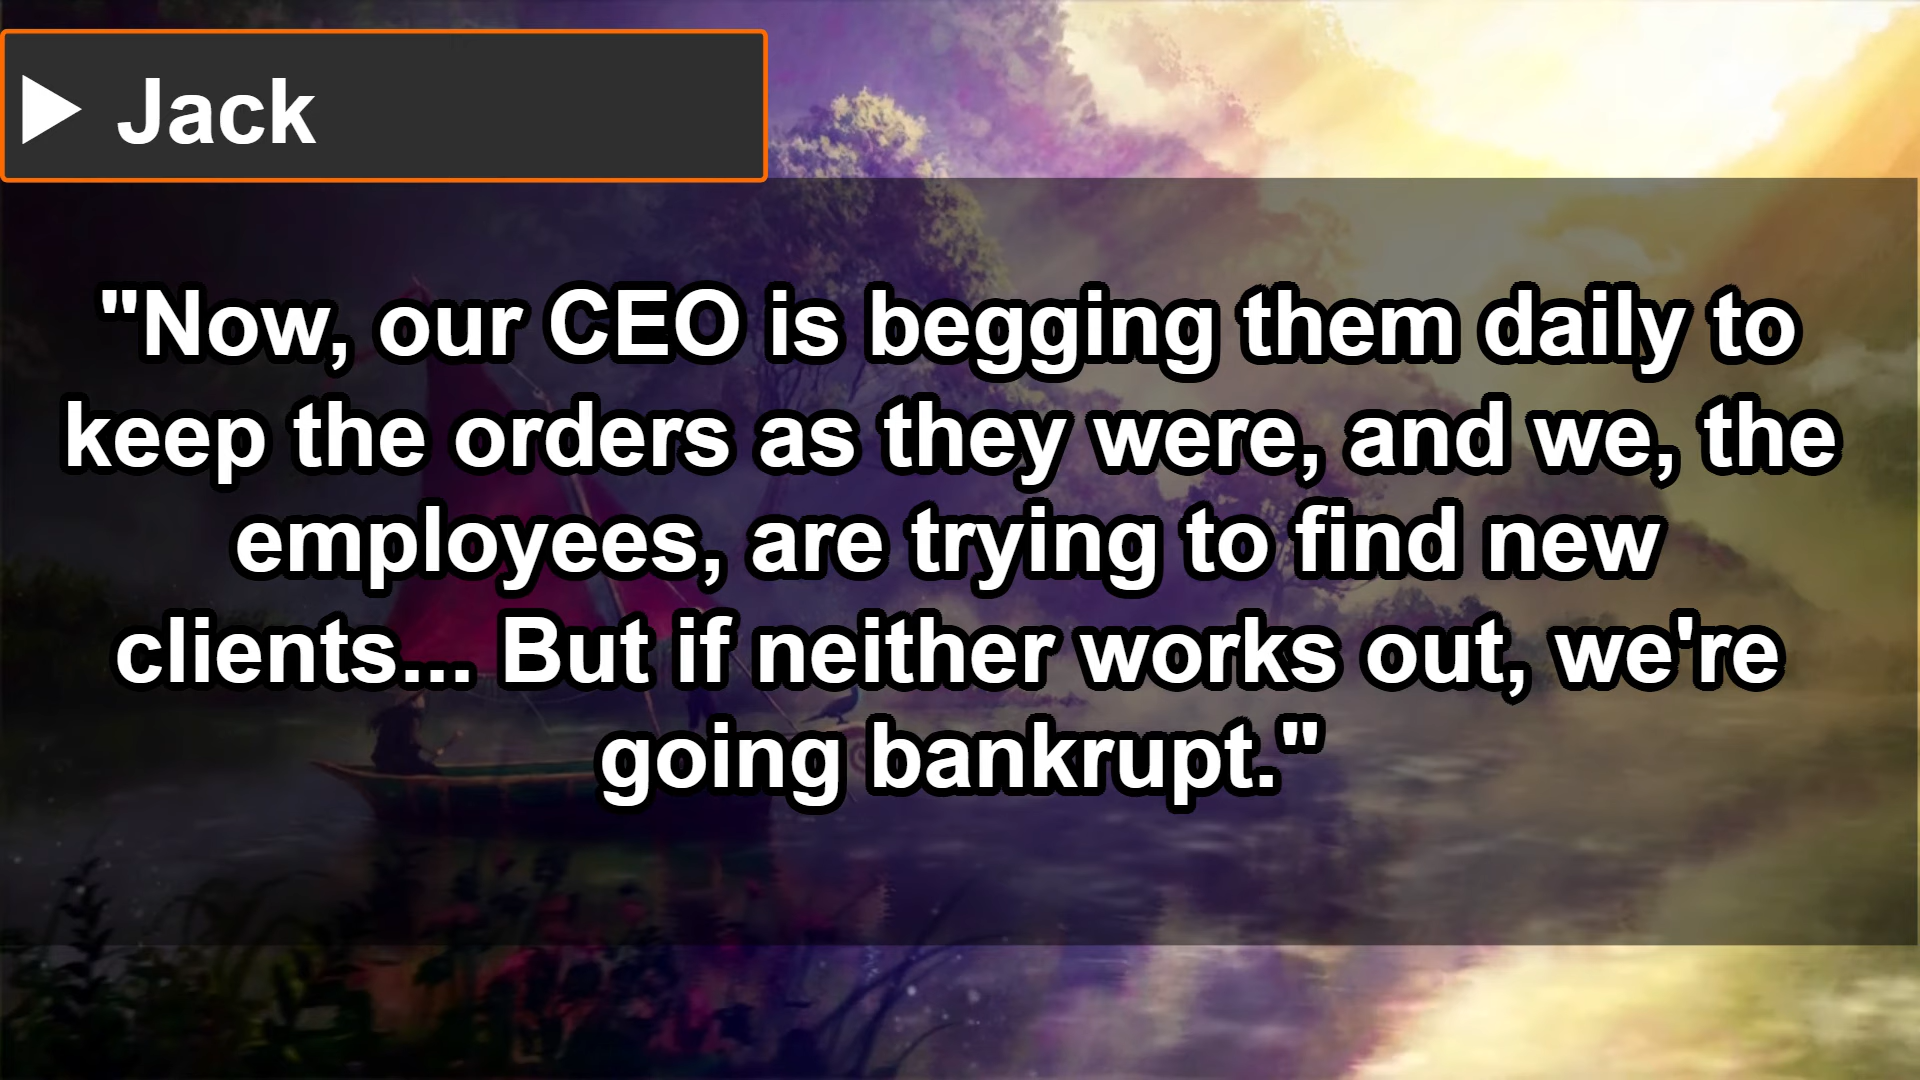 Jack
"Now, our CEO is begging them daily to
keep the orders as they were, and we, the
employees, are trying to find new
clients... But if neither works out, we're
going bankrupt."